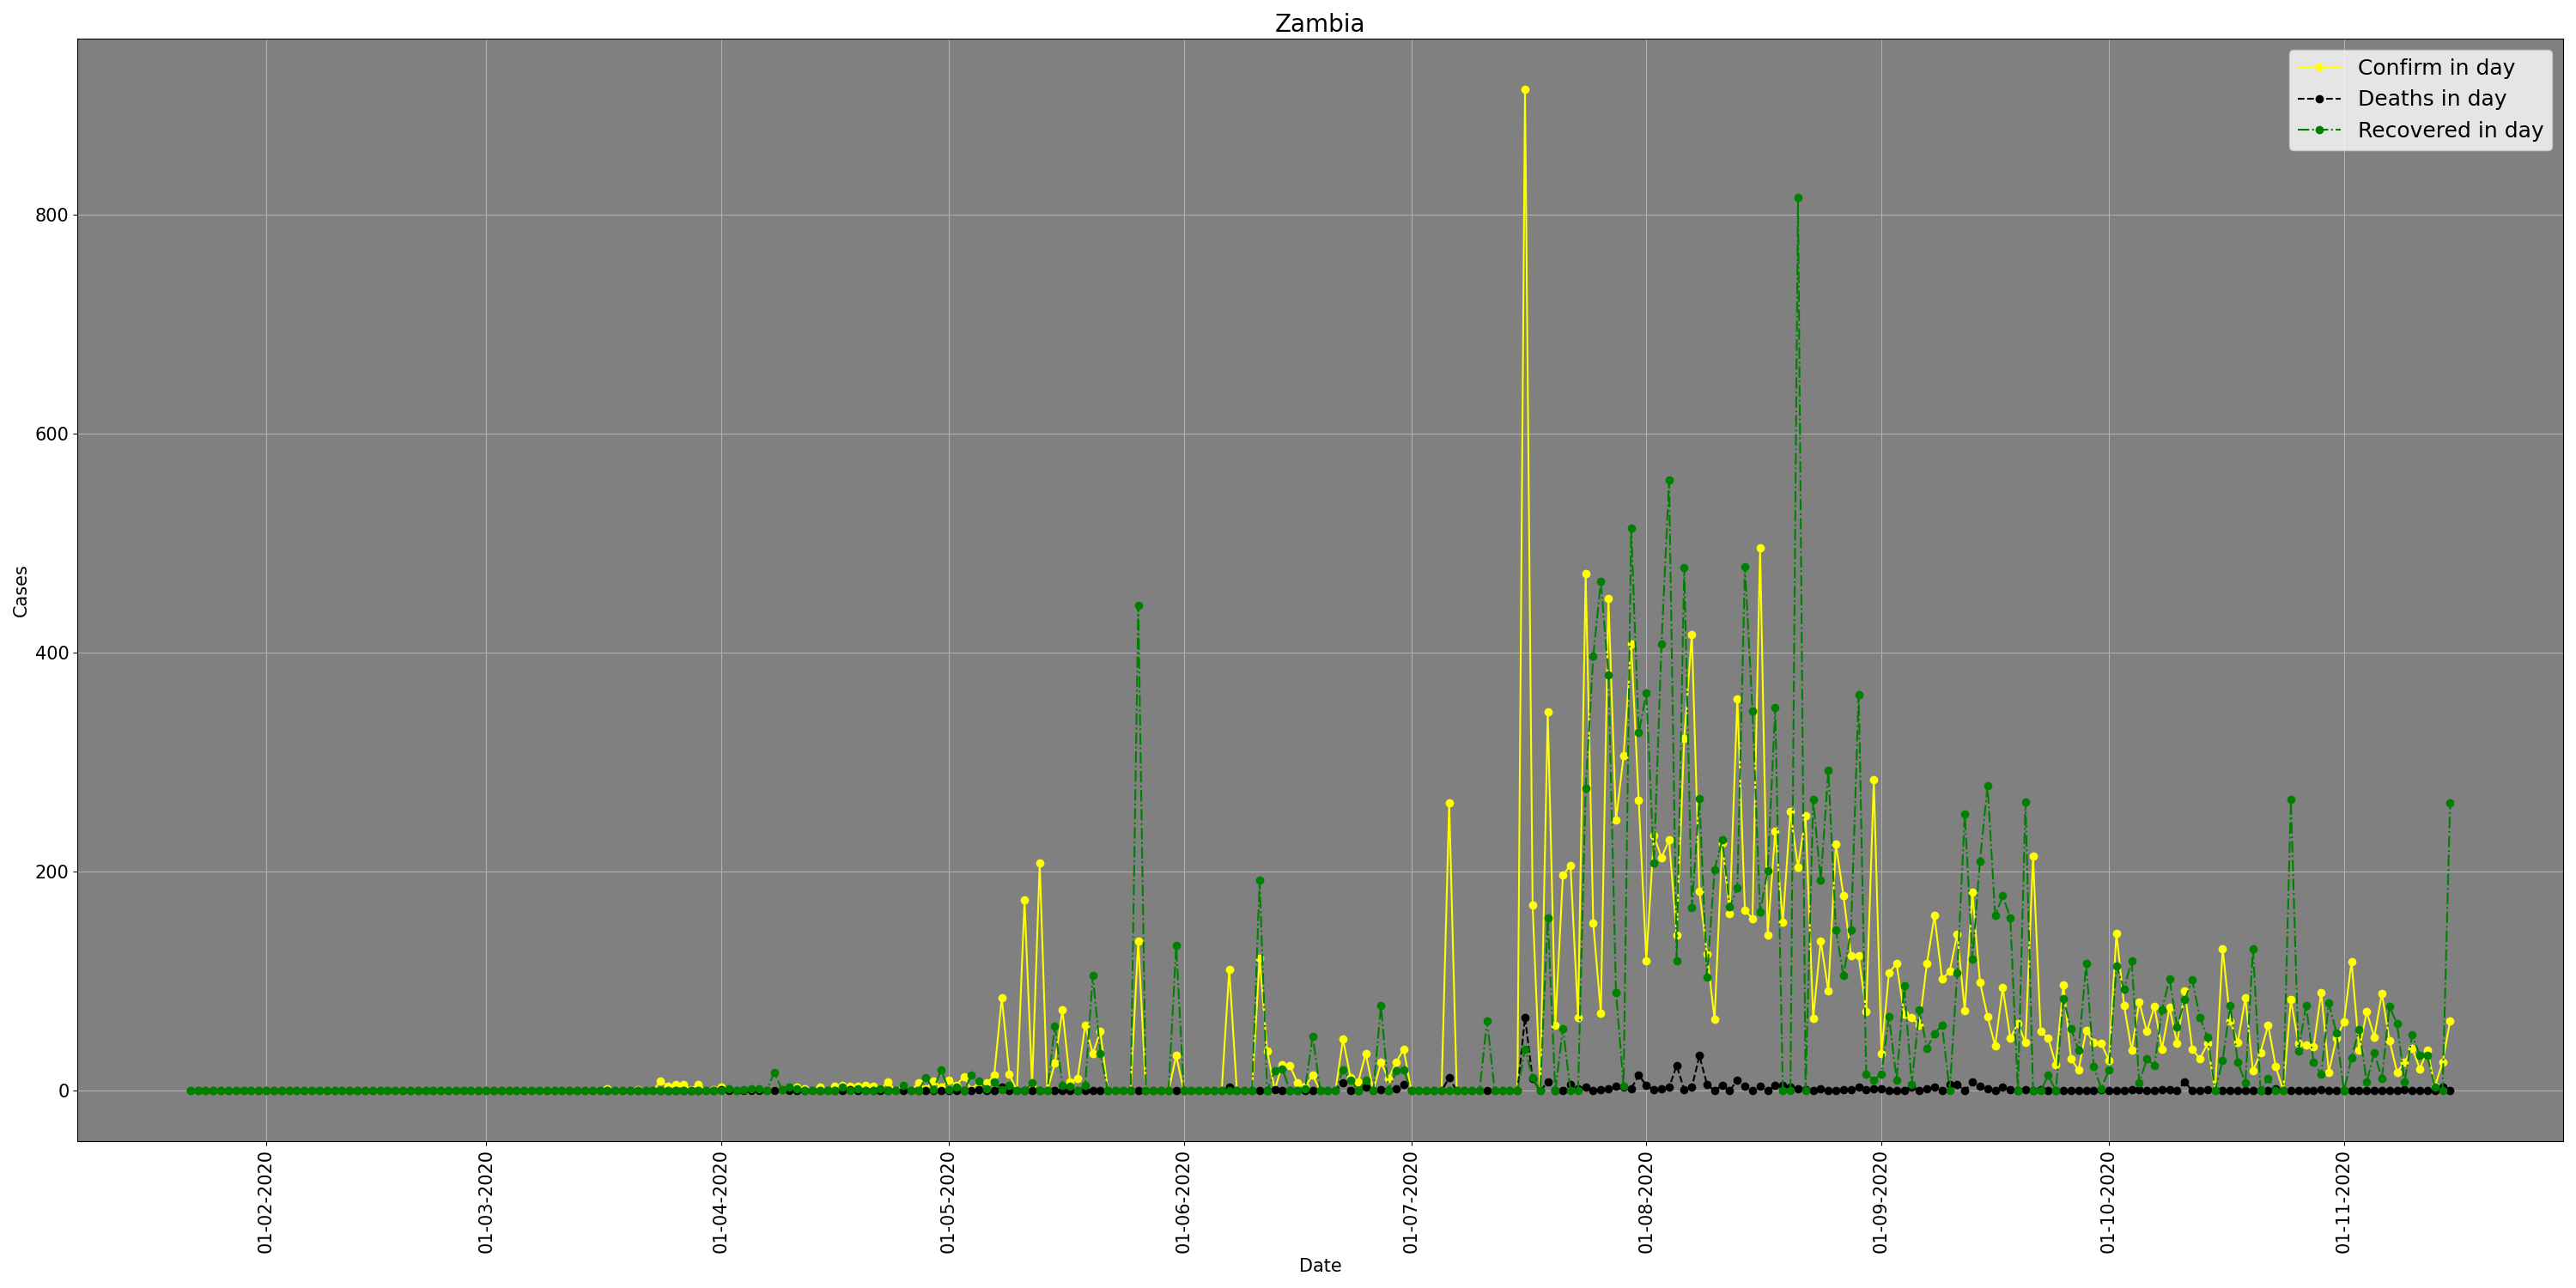 Zambia
Confirm in day
Deaths in day
Recovered in day
800
600
400
200
0
Cases
01-02-2020
01-03-2020
01-04-2020
01-05-2020
01-06-2020
01-07-2020
01-08-2020
01-09-2020
01-10-2020
01-11-2020
Date